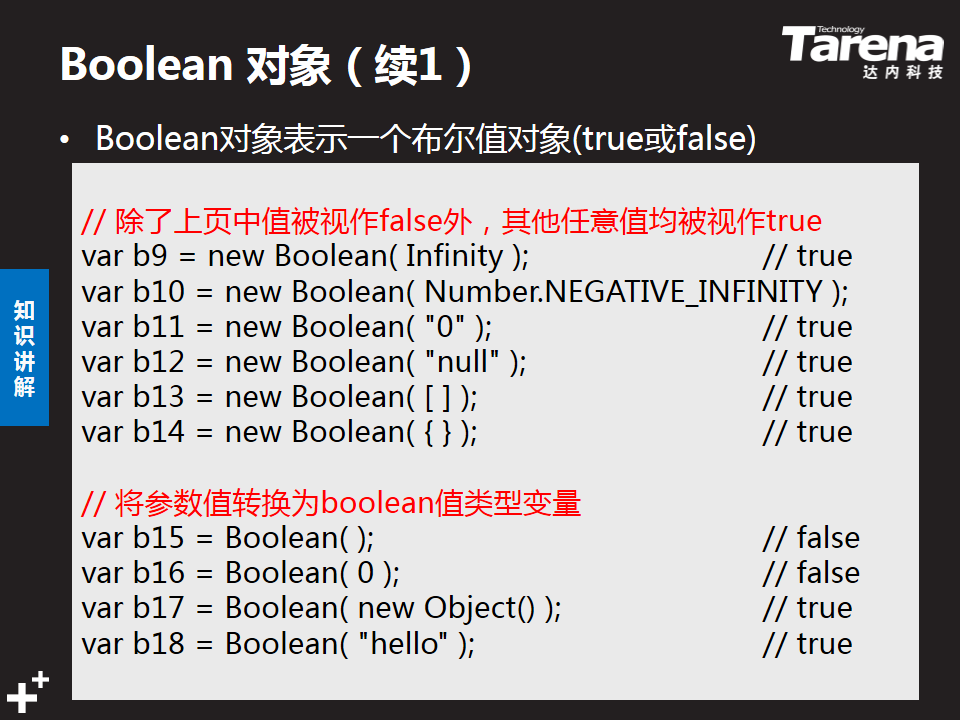 Boolean 对象（续1）
Technology
Tarena
达内科技
• Boolean对象表示一个布尔值对象(true或false)
// 除了上页中值被视作false外，其他任意值均被视作true
var b9 = new Boolean( Infinity ); // true
var b10 = new Boolean( Number.NEGATIVE_INFINITY );
var b11 = new Boolean( "0" ); // true
var b12 = new Boolean( "null" ); // true
var b13 = new Boolean( [ ] ); // true
var b14 = new Boolean( { } ); // true
// 将参数值转换为boolean值类型变量
var b15 = Boolean( ); // false
var b16 = Boolean( 0 ); // false
var b17 = Boolean( new Object() ); // true
var b18 = Boolean( "hello" ); // true
知识讲解